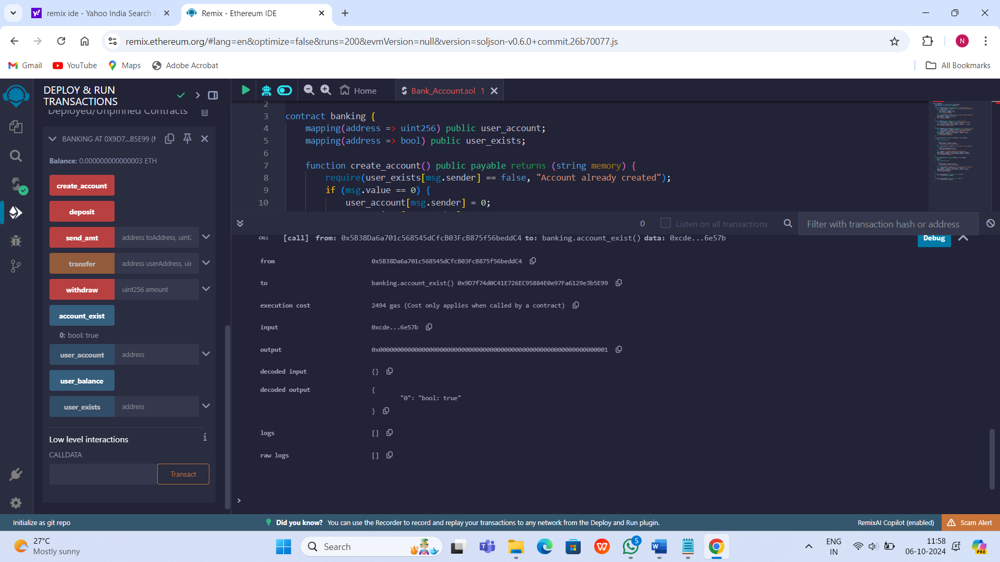 remix ide - Yahoo India Search
Remix - Ethereum IDE
remix.ethereum.org/#lang=en&optimize=false&runs=200&evmVersion=null&version=soljson-v0.6.0+commit.26b70077.js
N
Gmail
YouTube
Maps
Adobe Acrobat
All Bookmarks
DEPLOY & RUN
TRANSACTIONS
Deployed/Unpinned Contracts
BANKING AT 0X9D7...B5E99 (M
Balance: 0.000000000000003 ETH
create_account
deposit
send_amt
address toAddress, uint2
transfer
address userAddress, uin
withdraw
uint256 amount
account_exist
0: bool: true
user_account
address
user_balance
user_exists
address
Low level interactions
i
CALLDATA
Transact
Home
Bank_Account.sol 1
2
3 contract banking {
4 mapping(address => uint256) public user_account;
5 mapping(address => bool) public user_exists;
6
7 function create_account() public payable returns (string memory) {
8 require(user_exists[msg.sender] == false, "Account already created");
9 if (msg.value == 0) {
10 user_account[msg.sender] = 0;
0
Listen on all transactions
Filter with transaction hash or address
CALL [call] from: 0x5B38Da6a701c568545dCfcB03FcB875f56beddC4 to: banking.account_exist() data: 0xcde...6e57b
Debug
from 0x5B38Da6a701c568545dCfcB03FcB875f56beddC4
to banking.account_exist() 0x9D7f74d0C41E726EC95884E0e97Fa6129e3b5E99
execution cost 2494 gas (Cost only applies when called by a contract)
input 0xcde...6e57b
output 0x0000000000000000000000000000000000000000000000000000000000000001
decoded input {}
decoded output {
"0": "bool: true"
}
logs []
raw logs []
>
Initialize as git repo
Did you know? You can use the Recorder to record and replay your transactions to any network from the Deploy and Run plugin.
RemixAI Copilot (enabled)
Scam Alert
27°C
Mostly sunny
Search
5
ENG
IN
11:58
06-10-2024
PRE